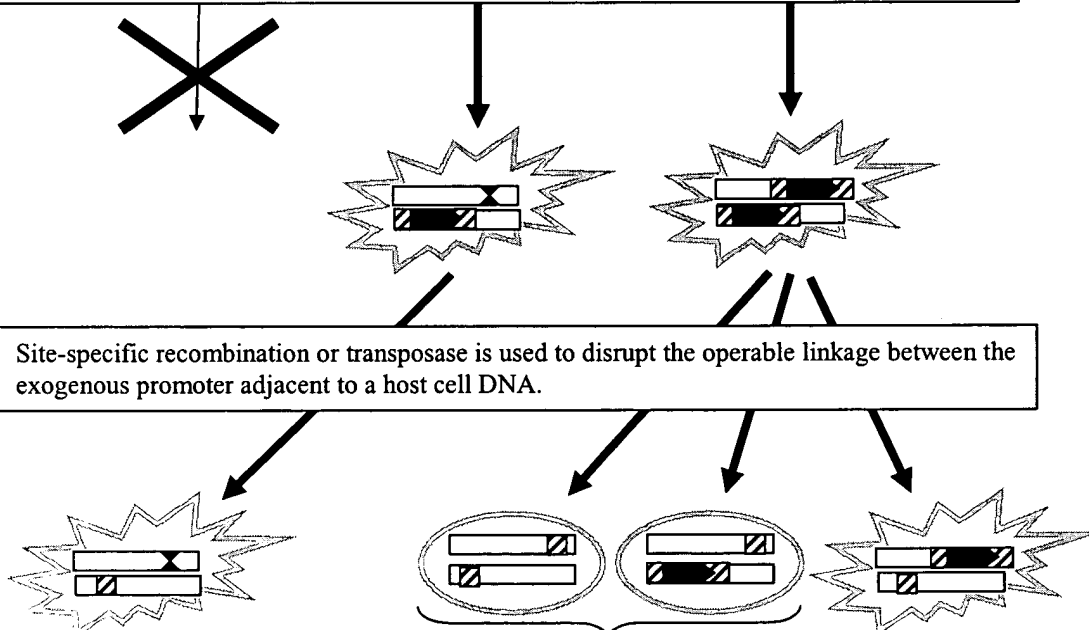 Site-specific recombination or transposase is used to disrupt the operable linkage between the
exogenous promoter adjacent to a host cell DNA.